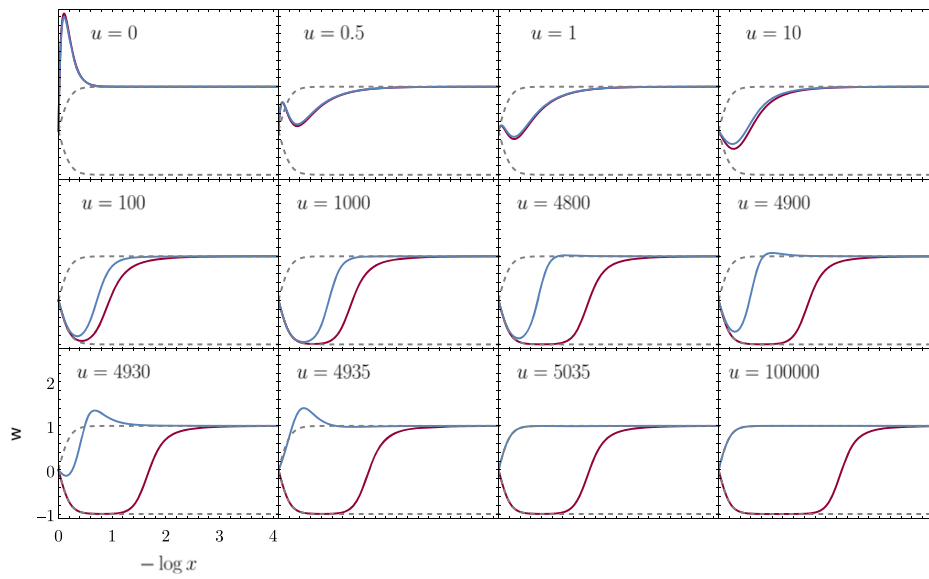 u = 0
u = 0.5
u = 1
u = 10
u = 100
u = 1000
u = 4800
u = 4900
u = 4930
u = 4935
u = 5035
u = 100000
2
1
0
−1
w
0 1 2 3 4
− log x